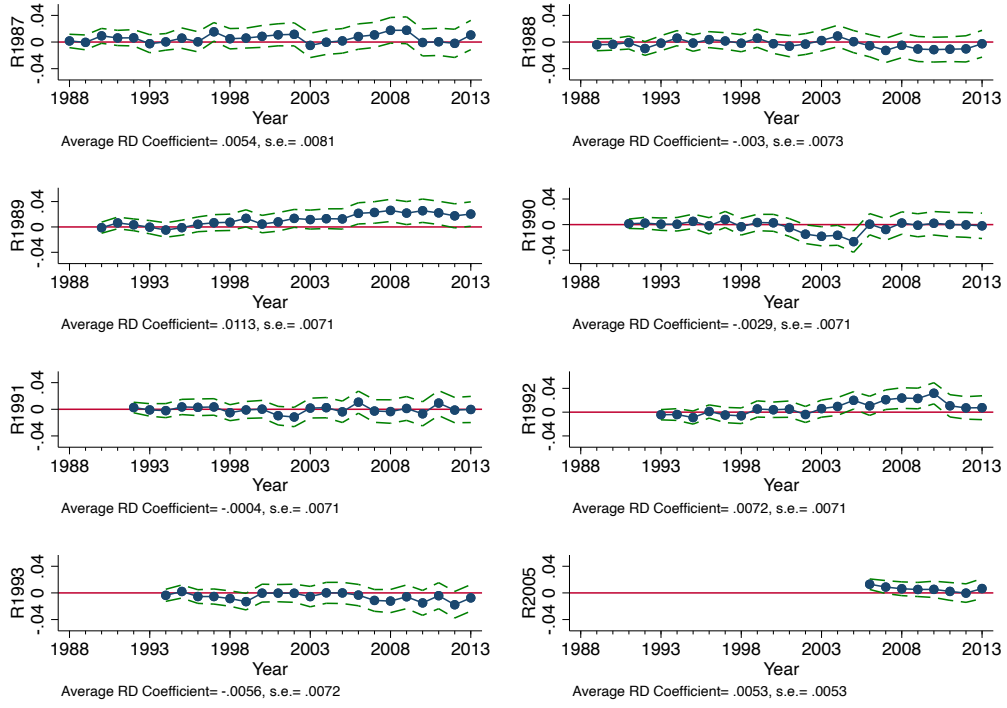 R1987
.04
0
-.04
1988 1993 1998 2003 2008 2013
Year
Average RD Coefficient= .0054, s.e.= .0081
R1988
.04
0
-.04
1988 1993 1998 2003 2008 2013
Year
Average RD Coefficient= -.003, s.e.= .0073
R1989
.04
0
-.04
1988 1993 1998 2003 2008 2013
Year
Average RD Coefficient= .0113, s.e.= .0071
R1990
.04
0
-.04
1988 1993 1998 2003 2008 2013
Year
Average RD Coefficient= -.0029, s.e.= .0071
R1991
.04
0
-.04
1988 1993 1998 2003 2008 2013
Year
Average RD Coefficient= -.0004, s.e.= .0071
R1992
.04
0
-.04
1988 1993 1998 2003 2008 2013
Year
Average RD Coefficient= .0072, s.e.= .0071
R1993
.04
0
-.04
1988 1993 1998 2003 2008 2013
Year
Average RD Coefficient= -.0056, s.e.= .0072
R2005
.04
0
-.04
1988 1993 1998 2003 2008 2013
Year
Average RD Coefficient= .0053, s.e.= .0053